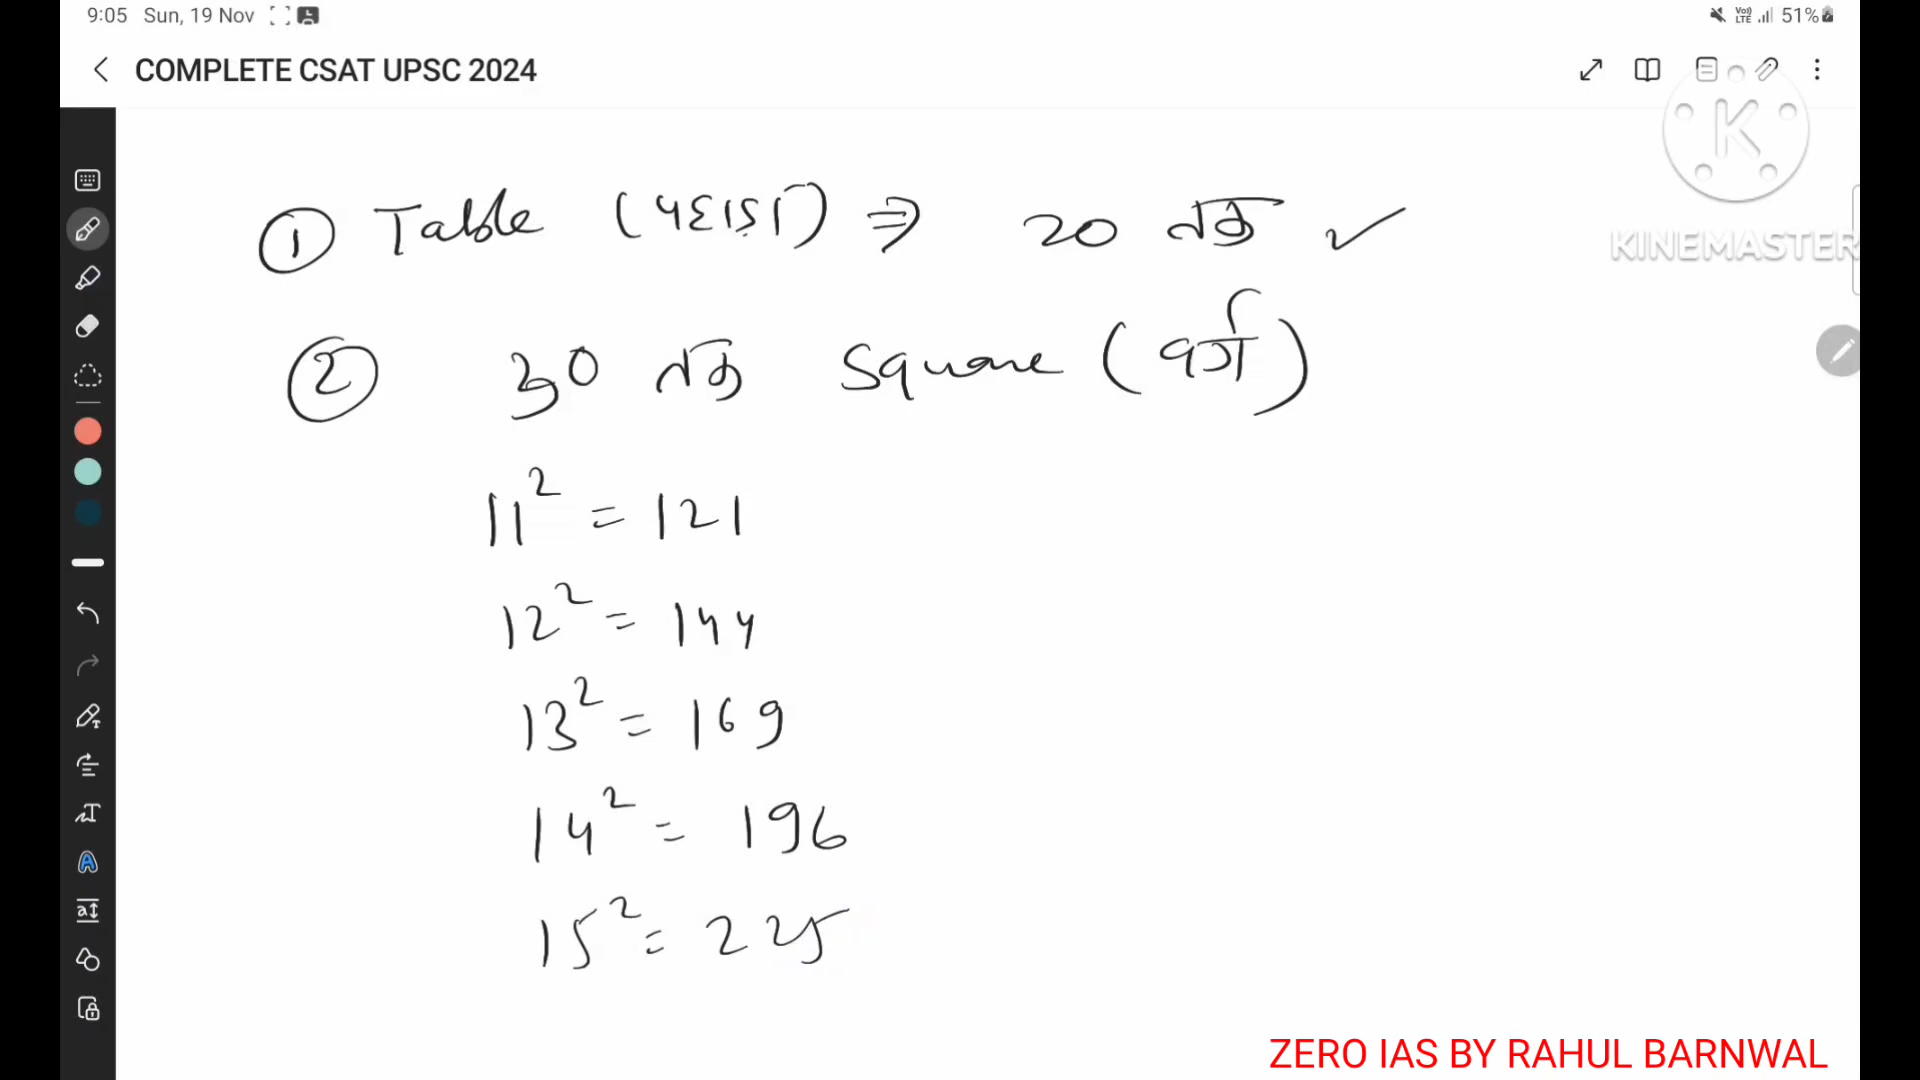 9:05 Sun, 19 Nov 51%
COMPLETE CSAT UPSC 2024
K
KINEMASTER
① Table (पहाड़ा) ⇒ 20 तक ✓
② 30 तक Square (वर्ग)
11² = 121
12² = 144
13² = 169
14² = 196
15² = 225
ZERO IAS BY RAHUL BARNWAL